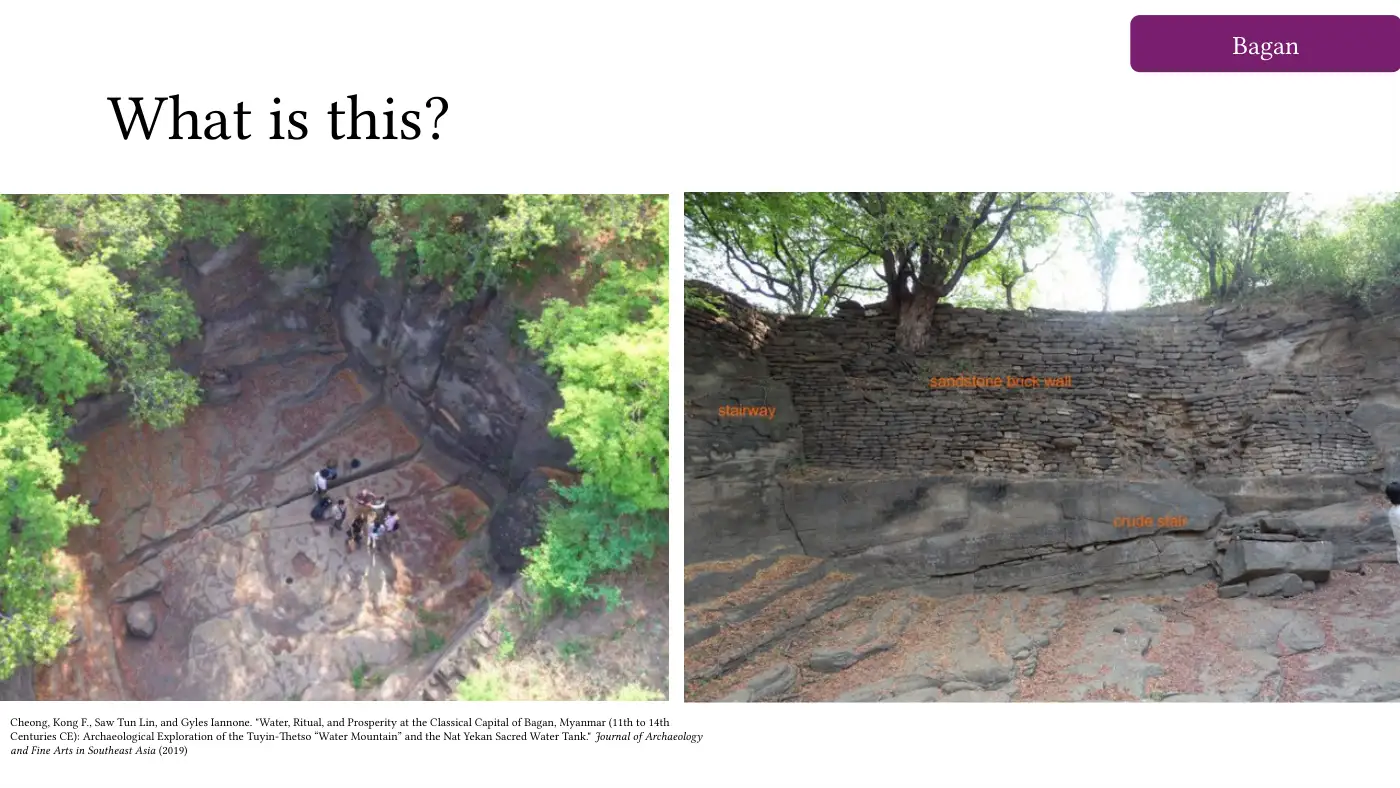 Bagan
What is this?
sandstone brick wall
stairway
crude stair
Cheong, Kong F., Saw Tun Lin, and Gyles Iannone. "Water, Ritual, and Prosperity at the Classical Capital of Bagan, Myanmar (11th to 14th
Centuries CE): Archaeological Exploration of the Tuyin-Thetso “Water Mountain” and the Nat Yekan Sacred Water Tank." Journal of Archaeology
and Fine Arts in Southeast Asia (2019)